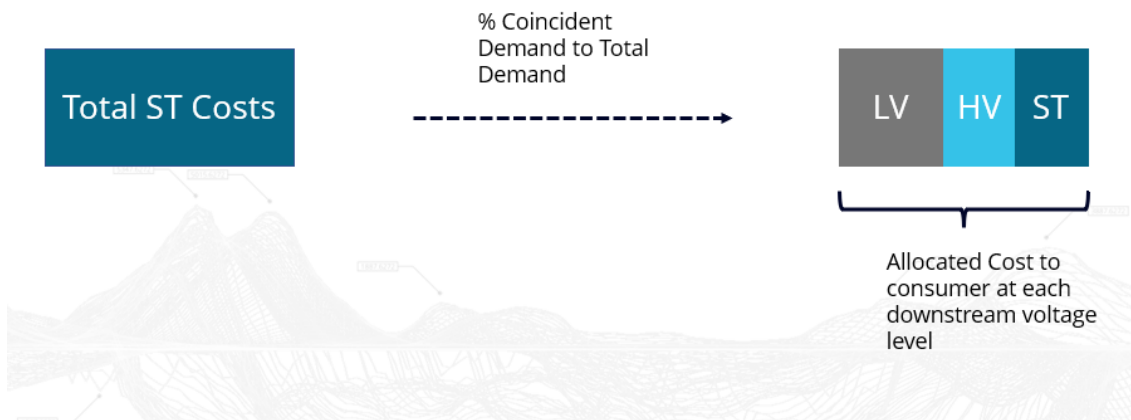 % Coincident
Demand to Total
Demand
Total ST Costs
LV HV ST
Allocated Cost to
consumer at each
downstream voltage
level